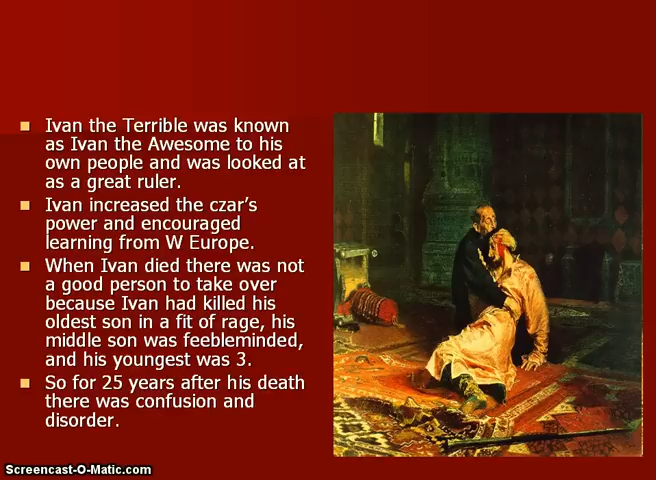 Ivan the Terrible was known
as Ivan the Awesome to his
own people and was looked at
as a great ruler.
Ivan increased the czar's
power and encouraged
learning from W Europe.
When Ivan died there was not
a good person to take over
because Ivan had killed his
oldest son in a fit of rage, his
middle son was feebleminded,
and his youngest was 3.
So for 25 years after his death
there was confusion and
disorder.
Screencast-O-Matic.com